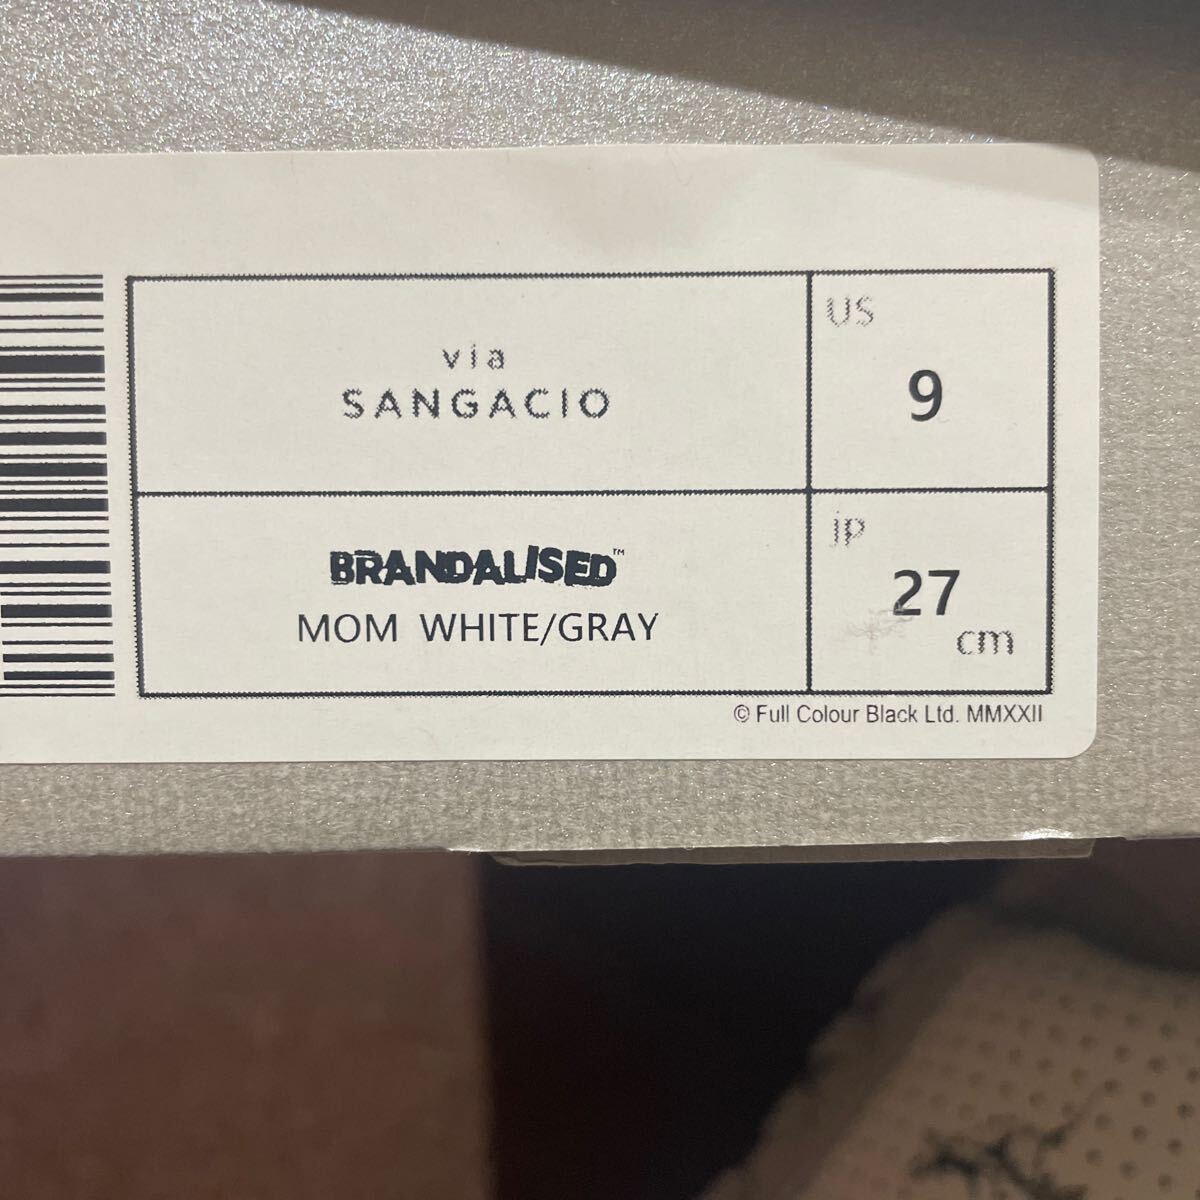 via
SANGACIO
US
9
BRANDALISED™
MOM WHITE/GRAY
jp
27
cm
© Full Colour Black Ltd. MMXXII